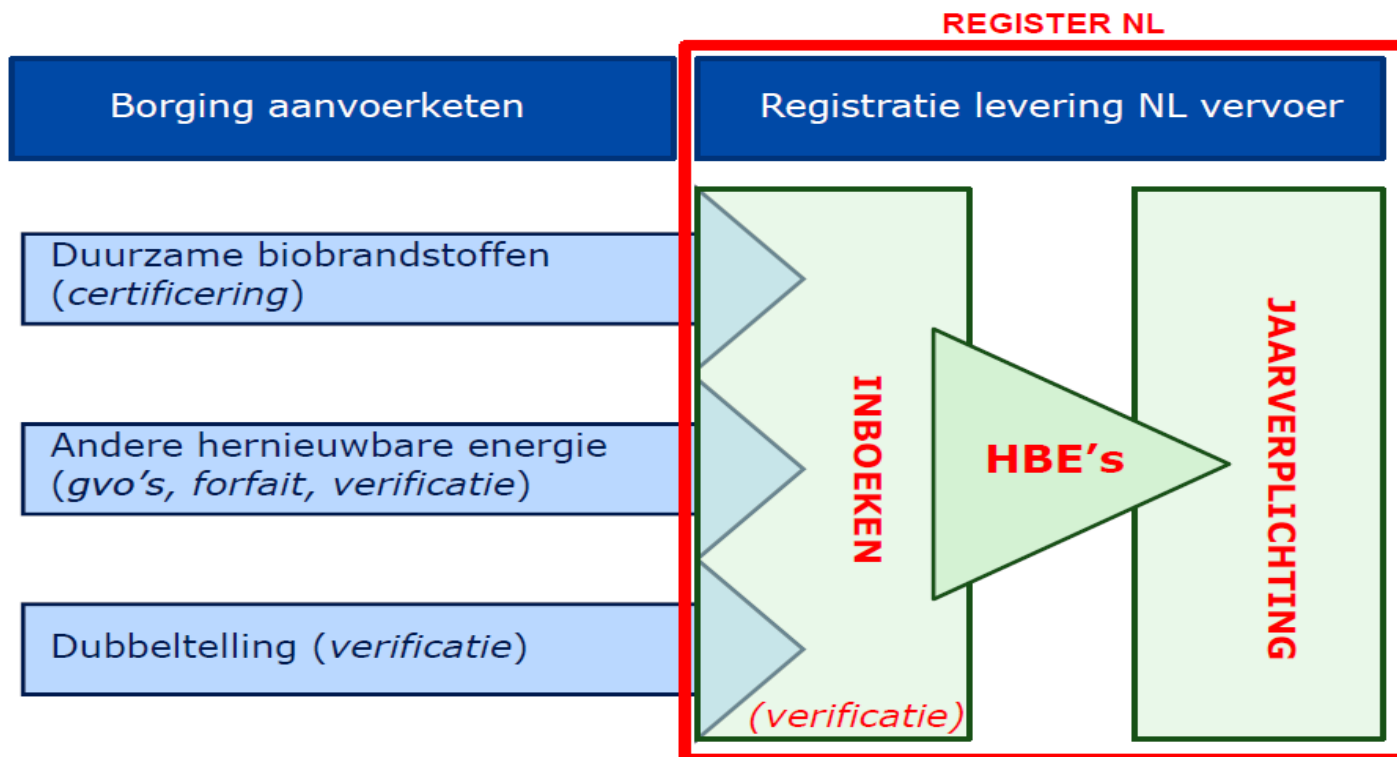 REGISTER NL
Borging aanvoerketen
Registratie levering NL vervoer
Duurzame biobrandstoffen
(certificering)
Andere hernieuwbare energie
(gvo's, forfait, verificatie)
Dubbeltelling (verificatie)
INBOEKEN
(verificatie)
HBE's
JAARVERPLICHTING